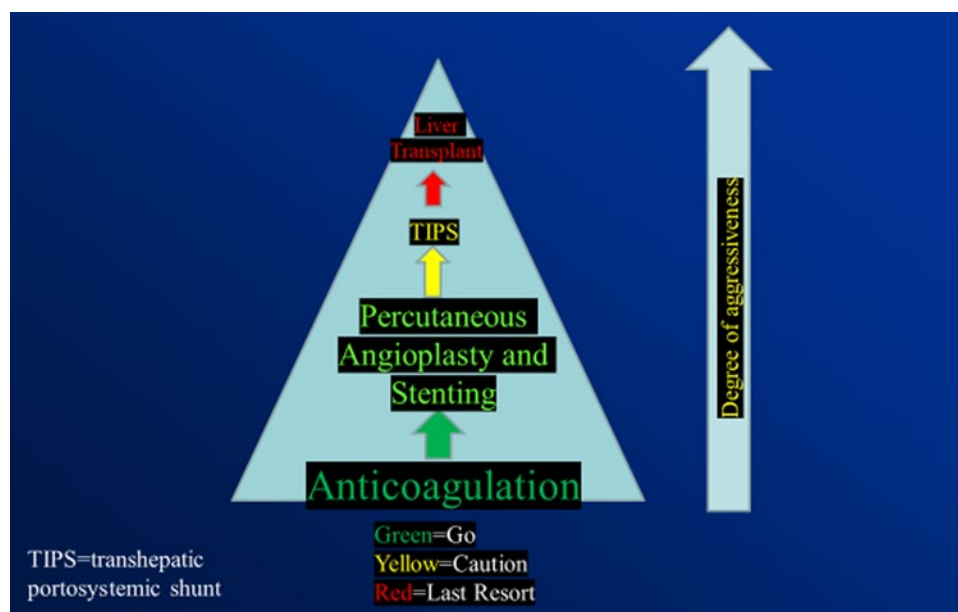 Liver
Transplant
TIPS
Percutaneous
Angioplasty and
Stenting
Anticoagulation
Degree of aggressiveness
Green=Go
Yellow=Caution
Red=Last Resort
TIPS=transhepatic
portosystemic shunt